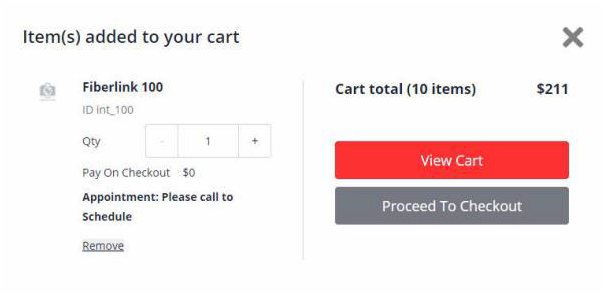 Item(s) added to your cart
Fiberlink 100
ID int_100
Qty - 1 +
Pay On Checkout $0
Appointment: Please call to
Schedule
Remove
Cart total (10 items) $211
View Cart
Proceed To Checkout